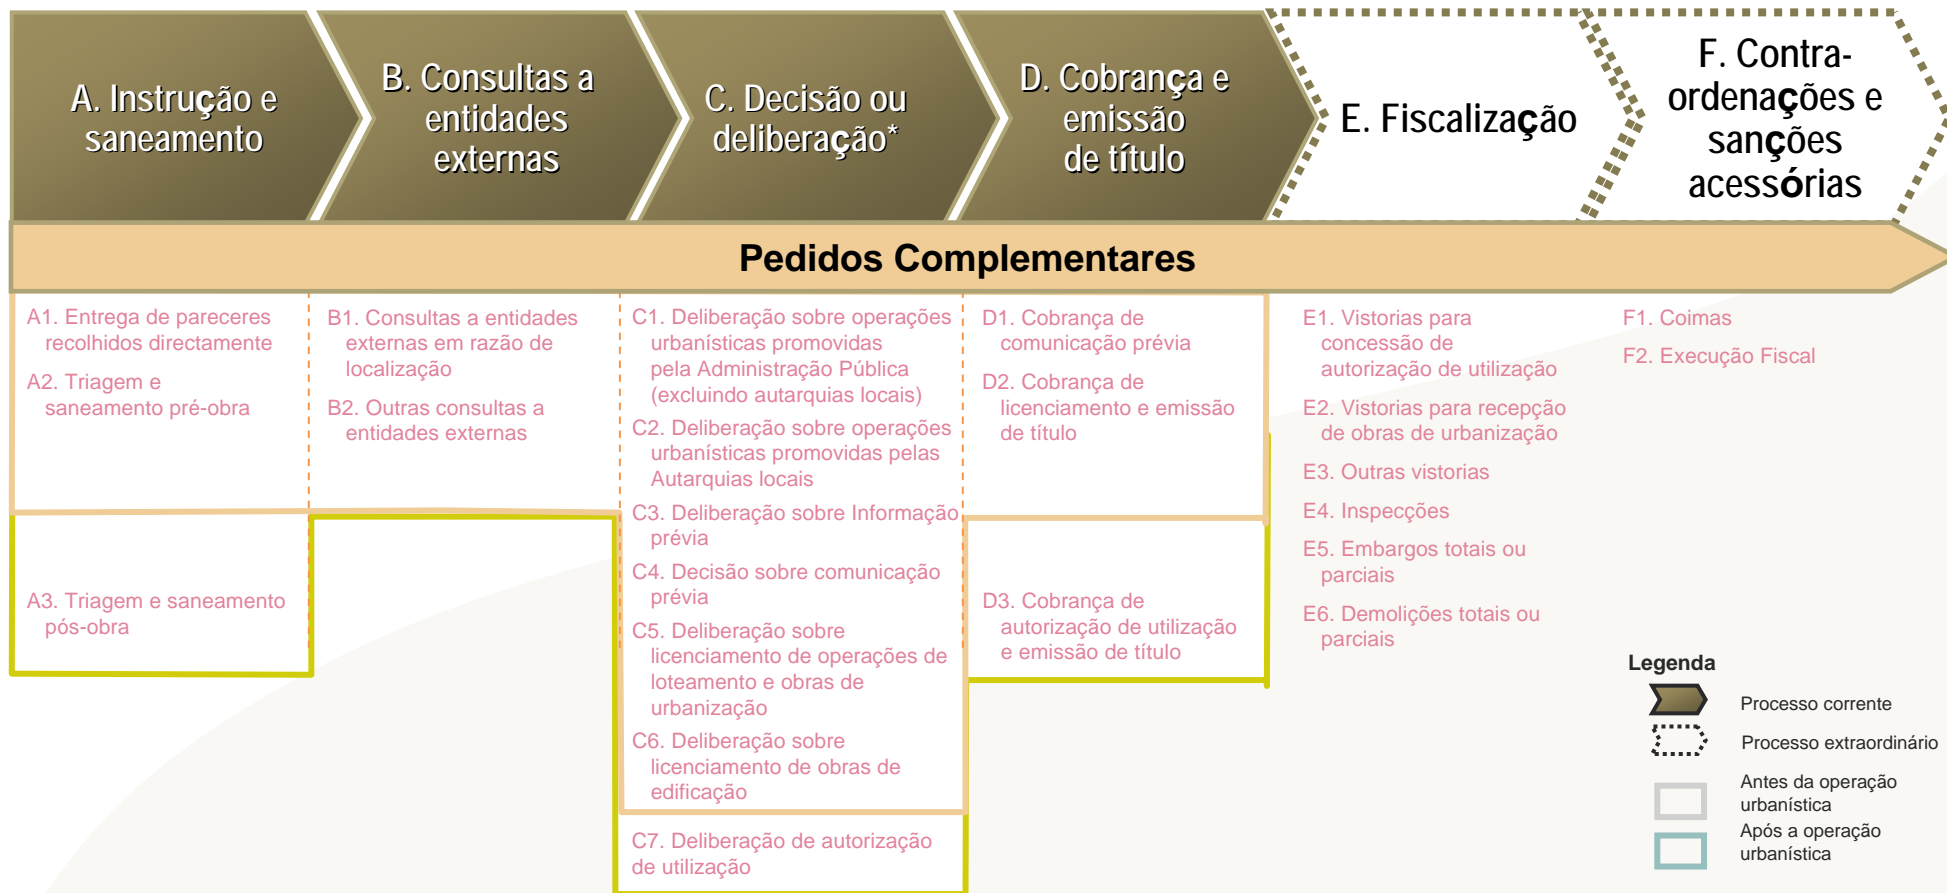 A. Instrução e
saneamento
B. Consultas a
entidades
externas
C. Decisão ou
deliberação*
D. Cobrança e
emissão
de título
E. Fiscalização
F. Contra-
ordenações e
sanções
acessórias
Pedidos Complementares
A1. Entrega de pareceres
recolhidos directamente
A2. Triagem e
saneamento pré-obra
A3. Triagem e saneamento
pós-obra
B1. Consultas a entidades
externas em razão de
localização
B2. Outras consultas a
entidades externas
C1. Deliberação sobre operações
urbanísticas promovidas
pela Administração Pública
(excluindo autarquias locais)
C2. Deliberação sobre operações
urbanísticas promovidas pelas
Autarquias locais
C3. Deliberação sobre Informação
prévia
C4. Decisão sobre comunicação
prévia
C5. Deliberação sobre
licenciamento de operações de
loteamento e obras de
urbanização
C6. Deliberação sobre
licenciamento de obras de
edificação
C7. Deliberação de autorização
de utilização
D1. Cobrança de
comunicação prévia
D2. Cobrança de
licenciamento e emissão
de título
D3. Cobrança de
autorização de utilização
e emissão de título
E1. Vistorias para
concessão de
autorização de utilização
E2. Vistorias para recepção
de obras de urbanização
E3. Outras vistorias
E4. Inspecções
E5. Embargos totais ou
parciais
E6. Demolições totais ou
parciais
F1. Coimas
F2. Execução Fiscal
Legenda
Processo corrente
Processo extraordinário
Antes da operação
urbanística
Após a operação
urbanística